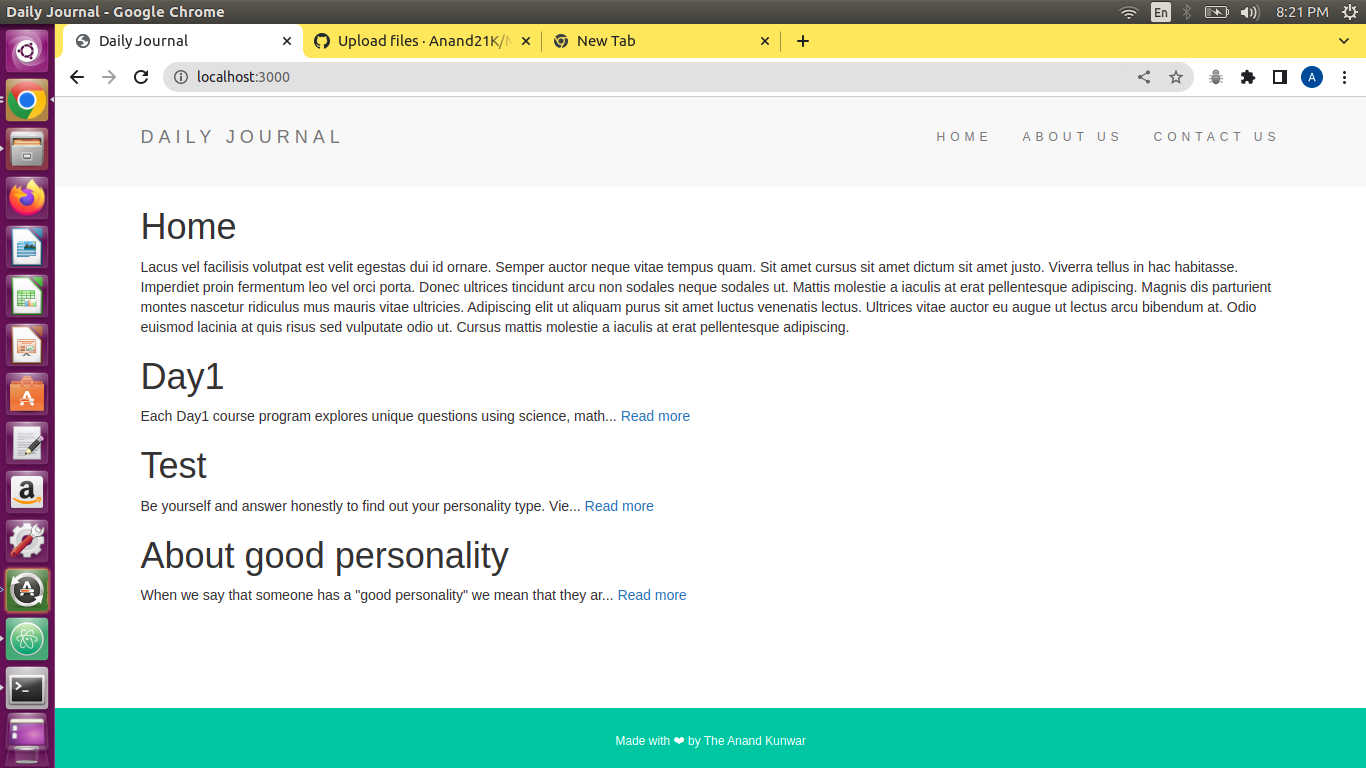 Daily Journal - Google Chrome
En
8:21 PM
Daily Journal
Upload files · Anand21K/
New Tab
localhost:3000
A
DAILY JOURNAL
HOME ABOUT US CONTACT US
Home
Lacus vel facilisis volutpat est velit egestas dui id ornare. Semper auctor neque vitae tempus quam. Sit amet cursus sit amet dictum sit amet justo. Viverra tellus in hac habitasse.
Imperdiet proin fermentum leo vel orci porta. Donec ultrices tincidunt arcu non sodales neque sodales ut. Mattis molestie a iaculis at erat pellentesque adipiscing. Magnis dis parturient
montes nascetur ridiculus mus mauris vitae ultricies. Adipiscing elit ut aliquam purus sit amet luctus venenatis lectus. Ultrices vitae auctor eu augue ut lectus arcu bibendum at. Odio
euismod lacinia at quis risus sed vulputate odio ut. Cursus mattis molestie a iaculis at erat pellentesque adipiscing.
Day1
Each Day1 course program explores unique questions using science, math... Read more
Test
Be yourself and answer honestly to find out your personality type. Vie... Read more
About good personality
When we say that someone has a "good personality" we mean that they ar... Read more
Made with ❤ by The Anand Kunwar